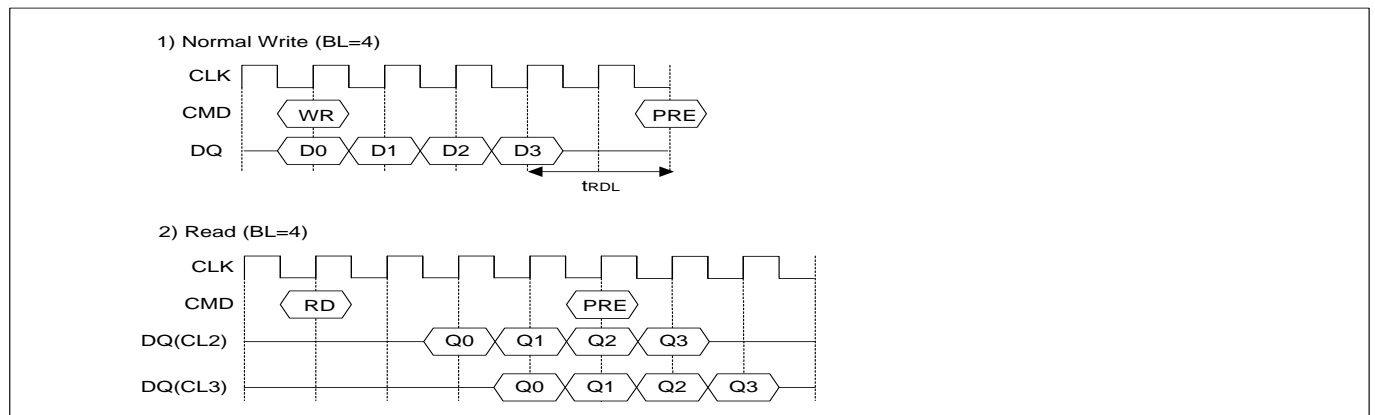 1) Normal Write (BL=4)
CLK
CMD WR PRE
DQ D0 D1 D2 D3
tRDL
2) Read (BL=4)
CLK
CMD RD PRE
DQ(CL2) Q0 Q1 Q2 Q3
DQ(CL3) Q0 Q1 Q2 Q3